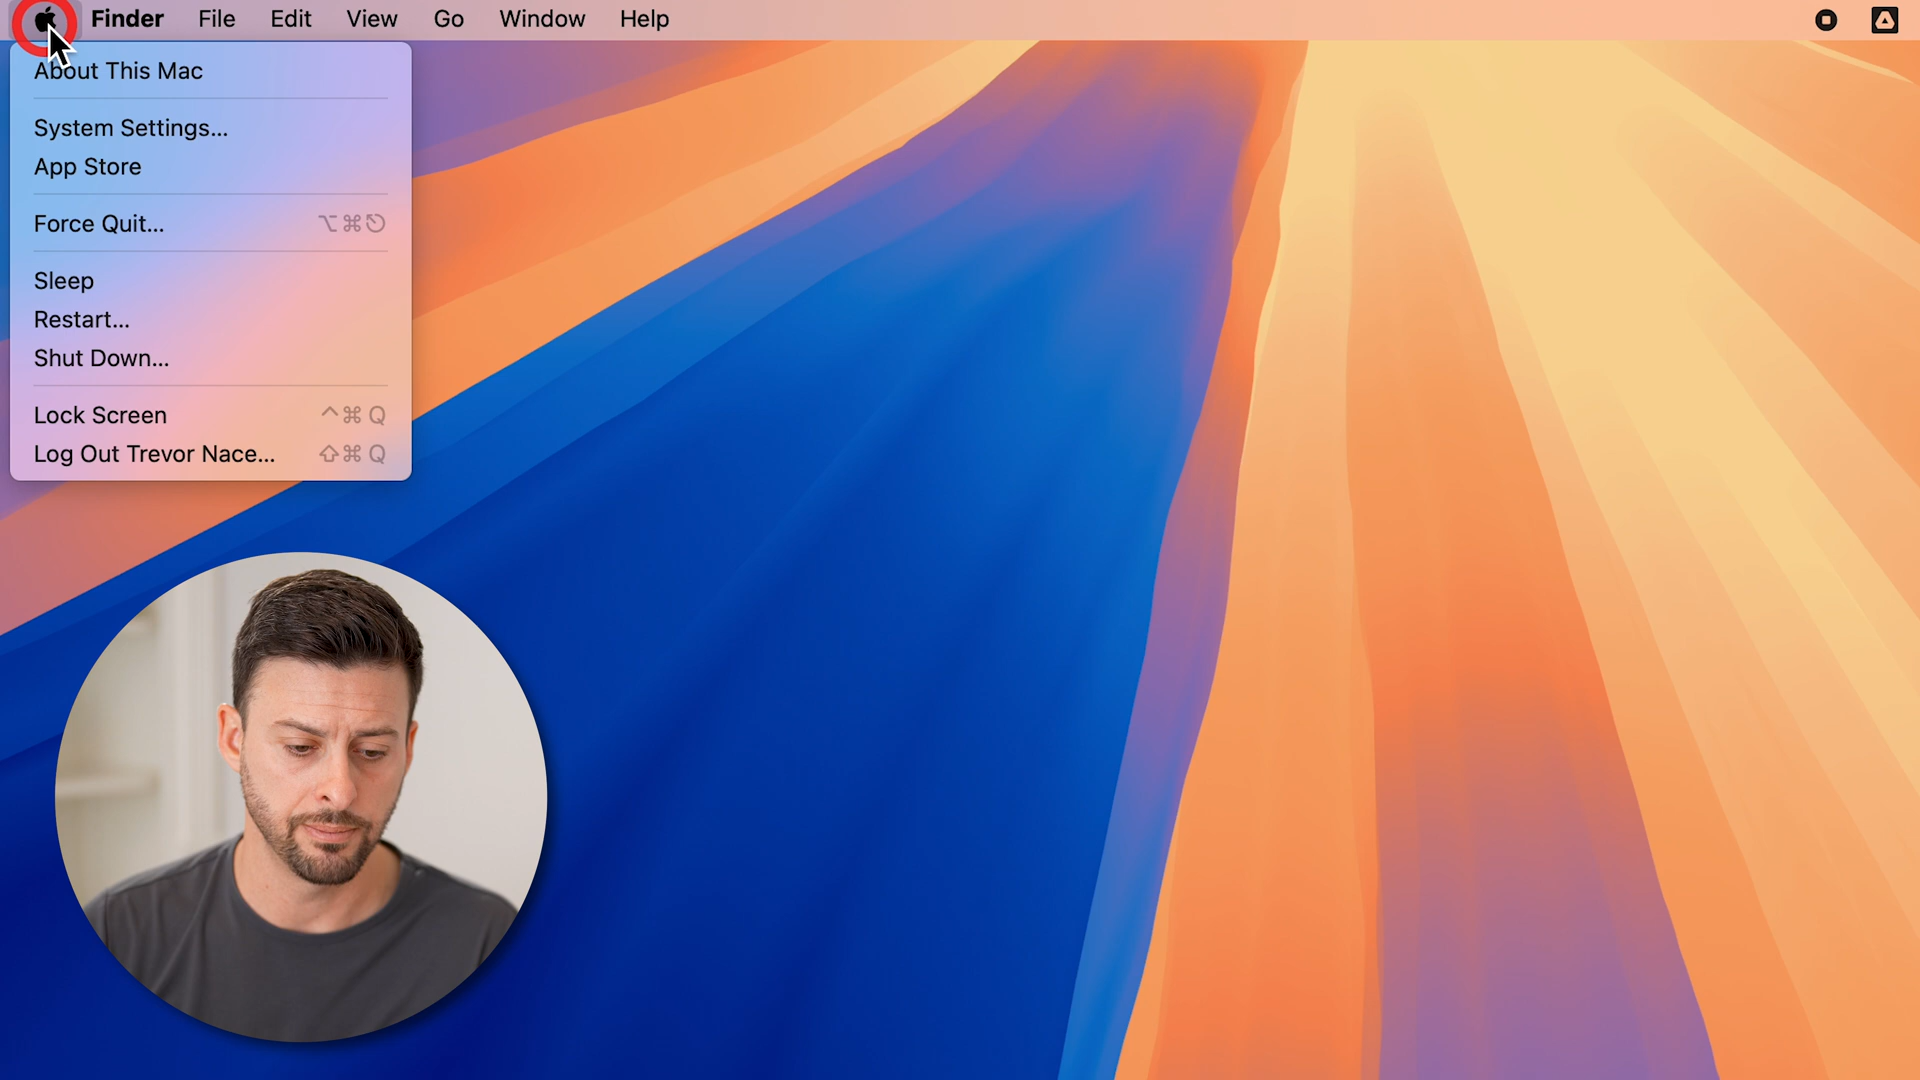 Finder File Edit View Go Window Help
About This Mac
System Settings...
App Store
Force Quit... ⌥⌘⎋
Sleep
Restart...
Shut Down...
Lock Screen ^⌘Q
Log Out Trevor Nace... ⇧⌘Q